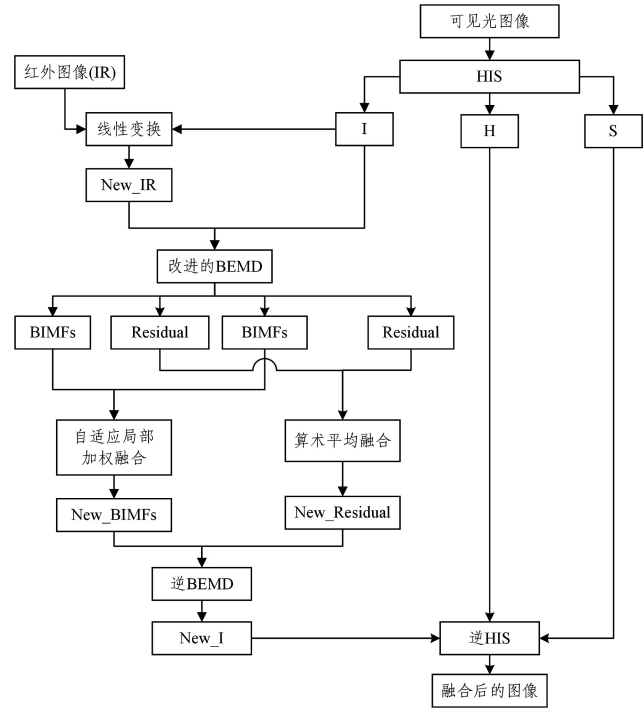 可见光图像
红外图像(IR)
HIS
线性变换
I
H
S
New_IR
改进的BEMD
BIMFs
Residual
BIMFs
Residual
自适应局部
加权融合
算术平均融合
New_BIMFs
New_Residual
逆BEMD
New_I
逆HIS
融合后的图像